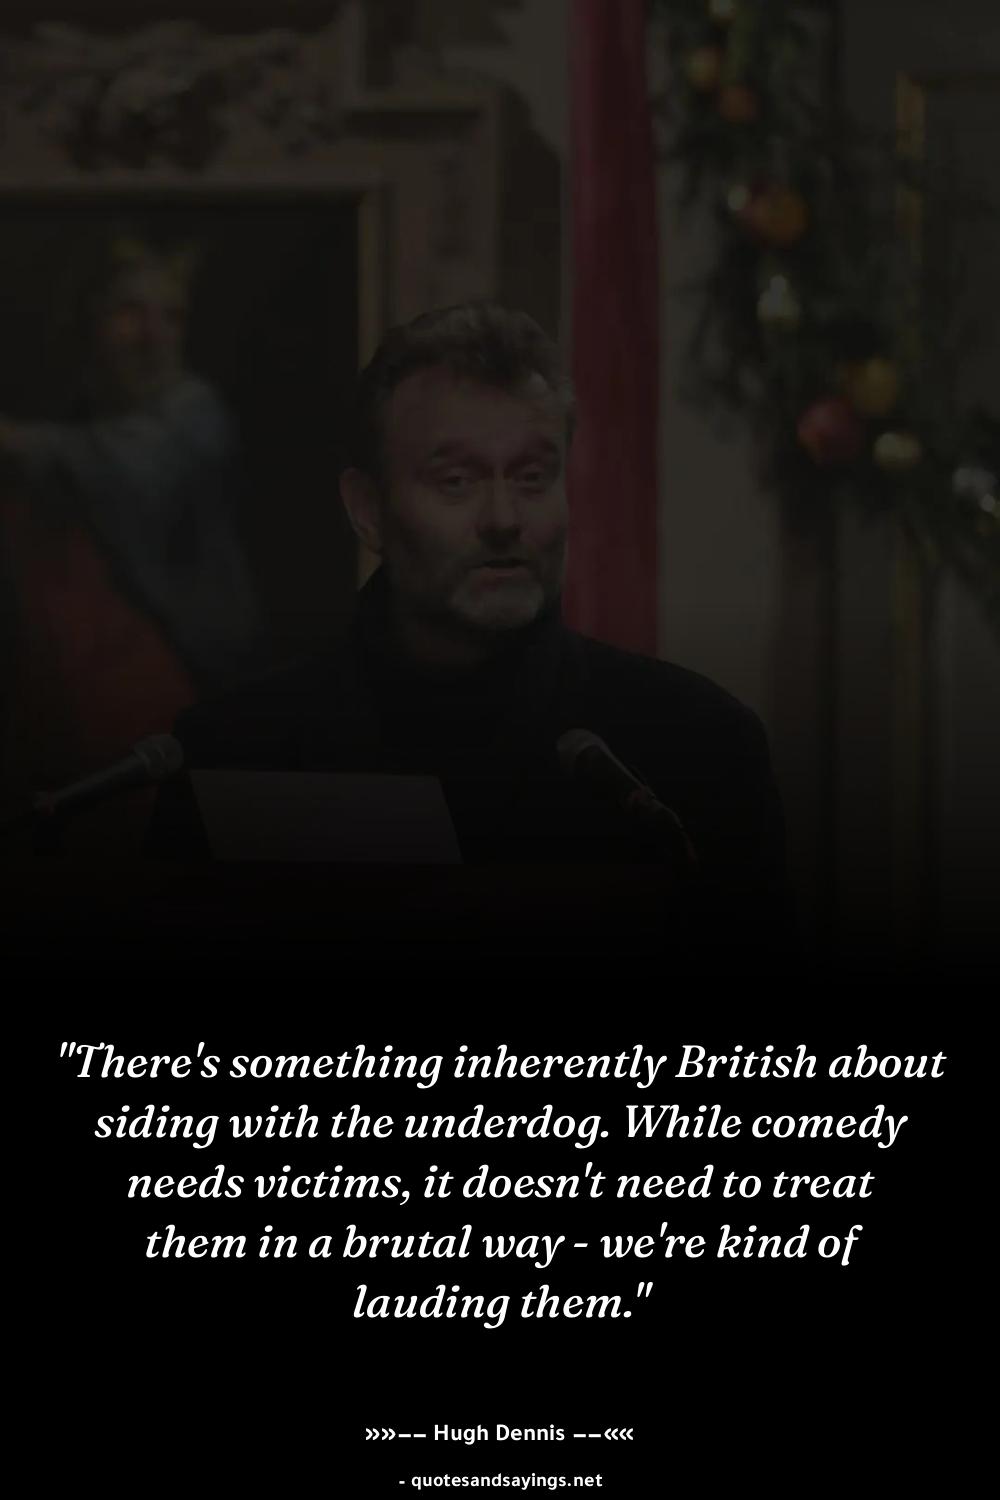 "There's something inherently British about
siding with the underdog. While comedy
needs victims, it doesn't need to treat
them in a brutal way - we're kind of
lauding them."
»»–– Hugh Dennis ––««
- quotesandsayings.net